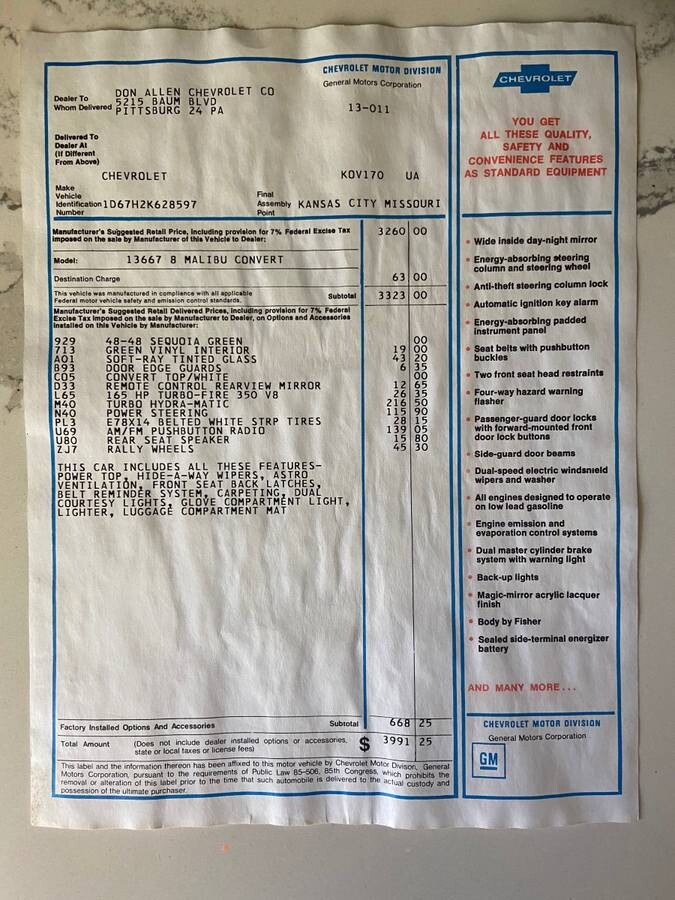 CHEVROLET MOTOR DIVISION
General Motors Corporation
Dealer To
Whom Delivered
DON ALLEN CHEVROLET CO
5215 BAUM BLVD
PITTSBURG 24 PA
13-011
Delivered To
Dealer At
(If Different
From Above)
CHEVROLET KOV170 UA
Make
Vehicle
Identification 1D67H2K628597
Number
Final
Assembly KANSAS CITY MISSOURI
Point
Manufacturer's Suggested Retail Price, including provision for 7% Federal Excise Tax
imposed on the sale by Manufacturer of this Vehicle to Dealer:
3260 00
Model: 13667 8 MALIBU CONVERT
Destination Charge 63 00
This vehicle was manufactured in compliance with all applicable
Federal motor vehicle safety and emission control standards.
Subtotal 3323 00
Manufacturer's Suggested Retail Delivered Prices, including provision for 7% Federal
Excise Tax imposed on the sale by Manufacturer to Dealer, on Options and Accessories
Installed on this Vehicle by Manufacturer:
929 48-48 SEQUOIA GREEN 00
713 GREEN VINYL INTERIOR 19 00
A01 SOFT-RAY TINTED GLASS 43 20
B93 DOOR EDGE GUARDS 6 35
C05 CONVERT TOP/WHITE 00
D33 REMOTE CONTROL REARVIEW MIRROR 12 65
L65 165 HP TURBO-FIRE 350 V8 26 35
M40 TURBO HYDRA-MATIC 216 50
N40 POWER STEERING 115 90
PL3 E78X14 BELTED WHITE STRP TIRES 28 15
U69 AM/FM PUSHBUTTON RADIO 139 05
U80 REAR SEAT SPEAKER 15 80
ZJ7 RALLY WHEELS 45 30
THIS CAR INCLUDES ALL THESE FEATURES-
POWER TOP, HIDE-A-WAY WIPERS, ASTRO
VENTILATION, FRONT SEAT BACK LATCHES,
BELT REMINDER SYSTEM, CARPETING, DUAL
COURTESY LIGHTS, GLOVE COMPARTMENT LIGHT,
LIGHTER, LUGGAGE COMPARTMENT MAT
Factory Installed Options And Accessories Subtotal 668 25
Total Amount (Does not include dealer installed options or accessories,
state or local taxes or license fees)
$ 3991 25
This label and the information thereon has been affixed to this motor vehicle by Chevrolet Motor Divison, General
Motors Corporation, pursuant to the requirements of Public Law 85-506, 85th Congress, which prohibits the
removal or alteration of this label prior to the time that such automobile is delivered to the actual custody and
possession of the ultimate purchaser.
CHEVROLET
YOU GET
ALL THESE QUALITY,
SAFETY AND
CONVENIENCE FEATURES
AS STANDARD EQUIPMENT
• Wide inside day-night mirror
• Energy-absorbing steering
column and steering wheel
• Anti-theft steering column lock
• Automatic ignition key alarm
• Energy-absorbing padded
instrument panel
• Seat belts with pushbutton
buckles
• Two front seat head restraints
• Four-way hazard warning
flasher
• Passenger-guard door locks
with forward-mounted front
door lock buttons
• Side-guard door beams
• Dual-speed electric windshield
wipers and washer
• All engines designed to operate
on low lead gasoline
• Engine emission and
evaporation control systems
• Dual master cylinder brake
system with warning light
• Back-up lights
• Magic-mirror acrylic lacquer
finish
• Body by Fisher
• Sealed side-terminal energizer
battery
AND MANY MORE...
CHEVROLET MOTOR DIVISION
General Motors Corporation
GM